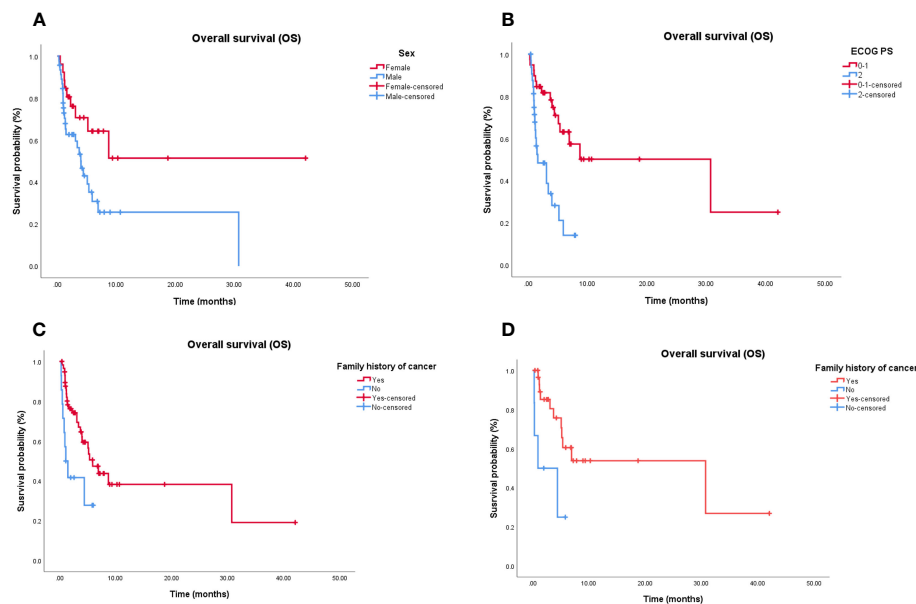 A
Overall survival (OS)
Sex
Female
Male
Female-censored
Male-censored
Susrvival probability (%)
1.0
0.8
0.6
0.4
0.2
0.0
.00 10.00 20.00 30.00 40.00 50.00
Time (months)
B
Overall survival (OS)
ECOG PS
0-1
2
0-1-censored
2-censored
Susrvival probability (%)
1.0
0.8
0.6
0.4
0.2
0.0
.00 10.00 20.00 30.00 40.00 50.00
Time (months)
C
Overall survival (OS)
Family history of cancer
Yes
No
Yes-censored
No-censored
Susrvival probability (%)
1.0
0.8
0.6
0.4
0.2
0.0
.00 10.00 20.00 30.00 40.00 50.00
Time (months)
D
Overall survival (OS)
Family history of cancer
Yes
No
Yes-censored
No-censored
Susrvival probability (%)
1.0
0.8
0.6
0.4
0.2
0.0
.00 10.00 20.00 30.00 40.00 50.00
Time (months)